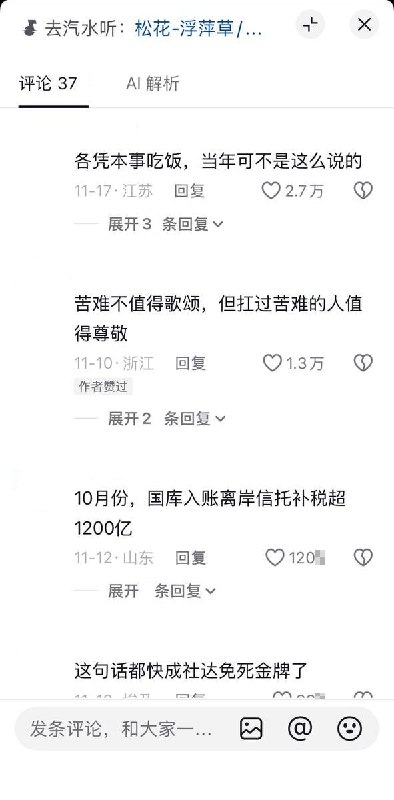 去汽水听：松花-浮萍草/...
评论 37
AI 解析
各凭本事吃饭，当年可不是这么说的
11-17·江苏 回复 2.7万
展开3 条回复
苦难不值得歌颂，但扛过苦难的人值
得尊敬
11-10·浙江 回复 1.3万
作者赞过
展开2 条回复
10月份，国库入账离岸信托补税超
1200亿
11-12·山东 回复 120
展开 条回复
这句话都快成社达免死金牌了
回复
发条评论，和大家一...